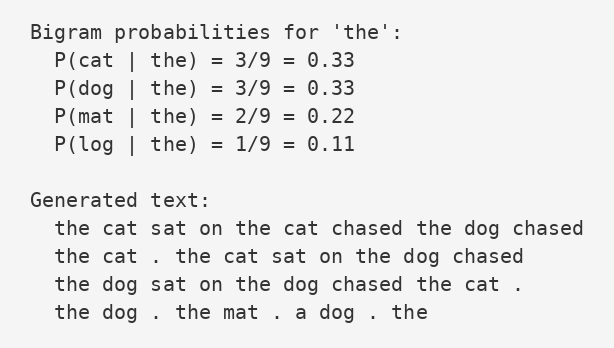 Bigram probabilities for 'the':
P(cat | the) = 3/9 = 0.33
P(dog | the) = 3/9 = 0.33
P(mat | the) = 2/9 = 0.22
P(log | the) = 1/9 = 0.11
Generated text:
the cat sat on the cat chased the dog chased
the cat . the cat sat on the dog chased
the dog sat on the dog chased the cat .
the dog . the mat . a dog . the